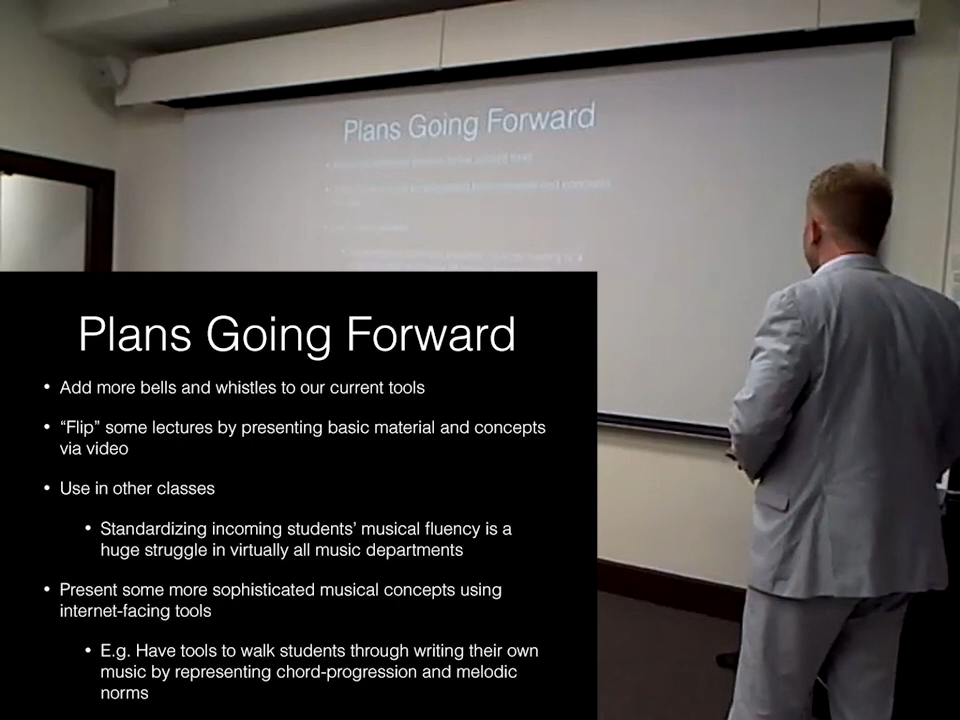 Plans Going Forward
Plans Going Forward
• Add more bells and whistles to our current tools
• “Flip” some lectures by presenting basic material and concepts
via video
• Use in other classes
• Standardizing incoming students’ musical fluency is a
huge struggle in virtually all music departments
• Present some more sophisticated musical concepts using
internet-facing tools
• E.g. Have tools to walk students through writing their own
music by representing chord-progression and melodic
norms